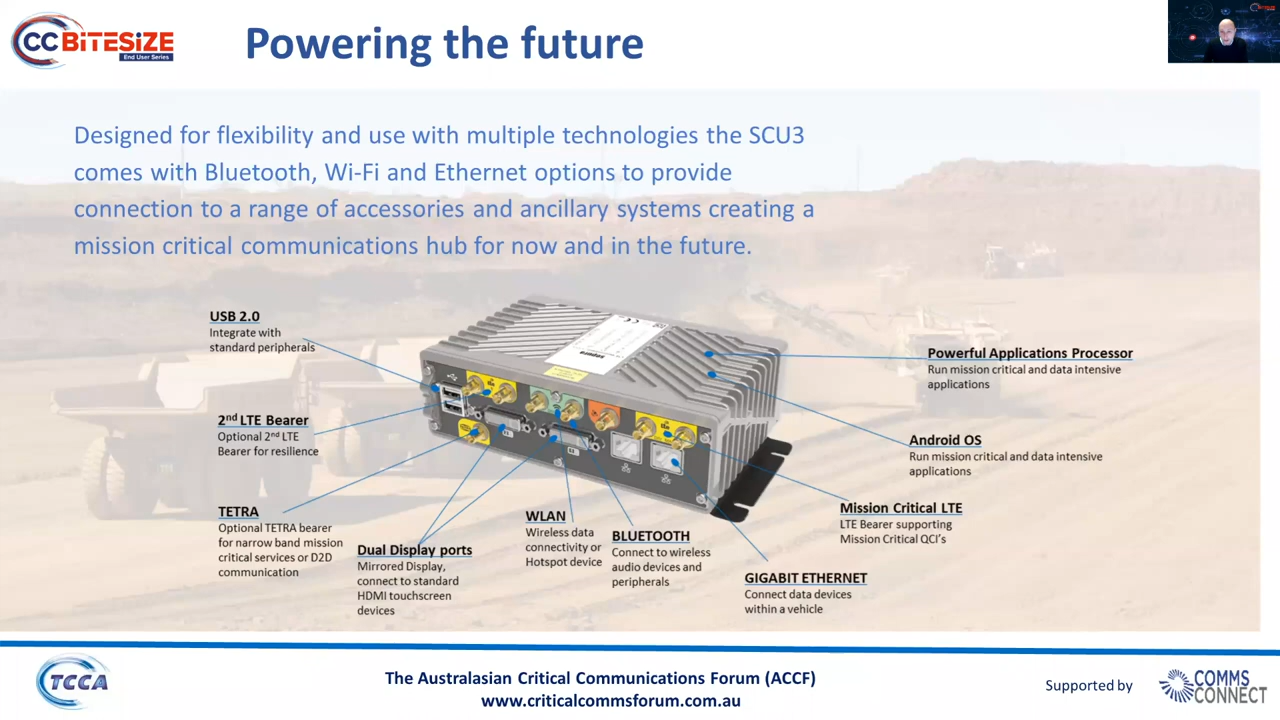 CCBiTESiZE
End User Series
Powering the future
Designed for flexibility and use with multiple technologies the SCU3
comes with Bluetooth, Wi-Fi and Ethernet options to provide
connection to a range of accessories and ancillary systems creating a
mission critical communications hub for now and in the future.
USB 2.0
Integrate with
standard peripherals
2nd LTE Bearer
Optional 2nd LTE
Bearer for resilience
TETRA
Optional TETRA bearer
for narrow band mission
critical services or D2D
communication
Dual Display ports
Mirrored Display,
connect to standard
HDMI touchscreen
devices
WLAN
Wireless data
connectivity or
Hotspot device
BLUETOOTH
Connect to wireless
audio devices and
peripherals
GIGABIT ETHERNET
Connect data devices
within a vehicle
Mission Critical LTE
LTE Bearer supporting
Mission Critical QCI's
Android OS
Run mission critical and data intensive
applications
Powerful Applications Processor
Run mission critical and data intensive
applications
sepura
TCCA
The Australasian Critical Communications Forum (ACCF)
www.criticalcommsforum.com.au
Supported by
COMMS
CONNECT